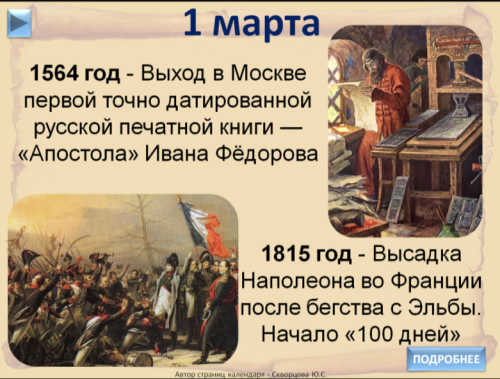 1 марта
1564 год - Выход в Москве
первой точно датированной
русской печатной книги —
«Апостола» Ивана Фёдорова
1815 год - Высадка
Наполеона во Франции
после бегства с Эльбы.
Начало «100 дней»
ПОДРОБНЕЕ
Автор страниц календаря - Скворцова Ю.С.